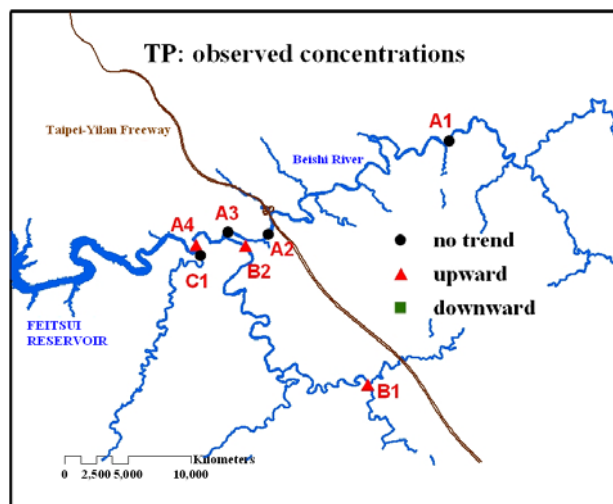 TP: observed concentrations
Taipei-Yilan Freeway
A1
Beishi River
A4
A3
A2
B2
C1
no trend
upward
downward
FEITSUI
RESERVOIR
B1
Kilometers
0 2,500 5,000 10,000